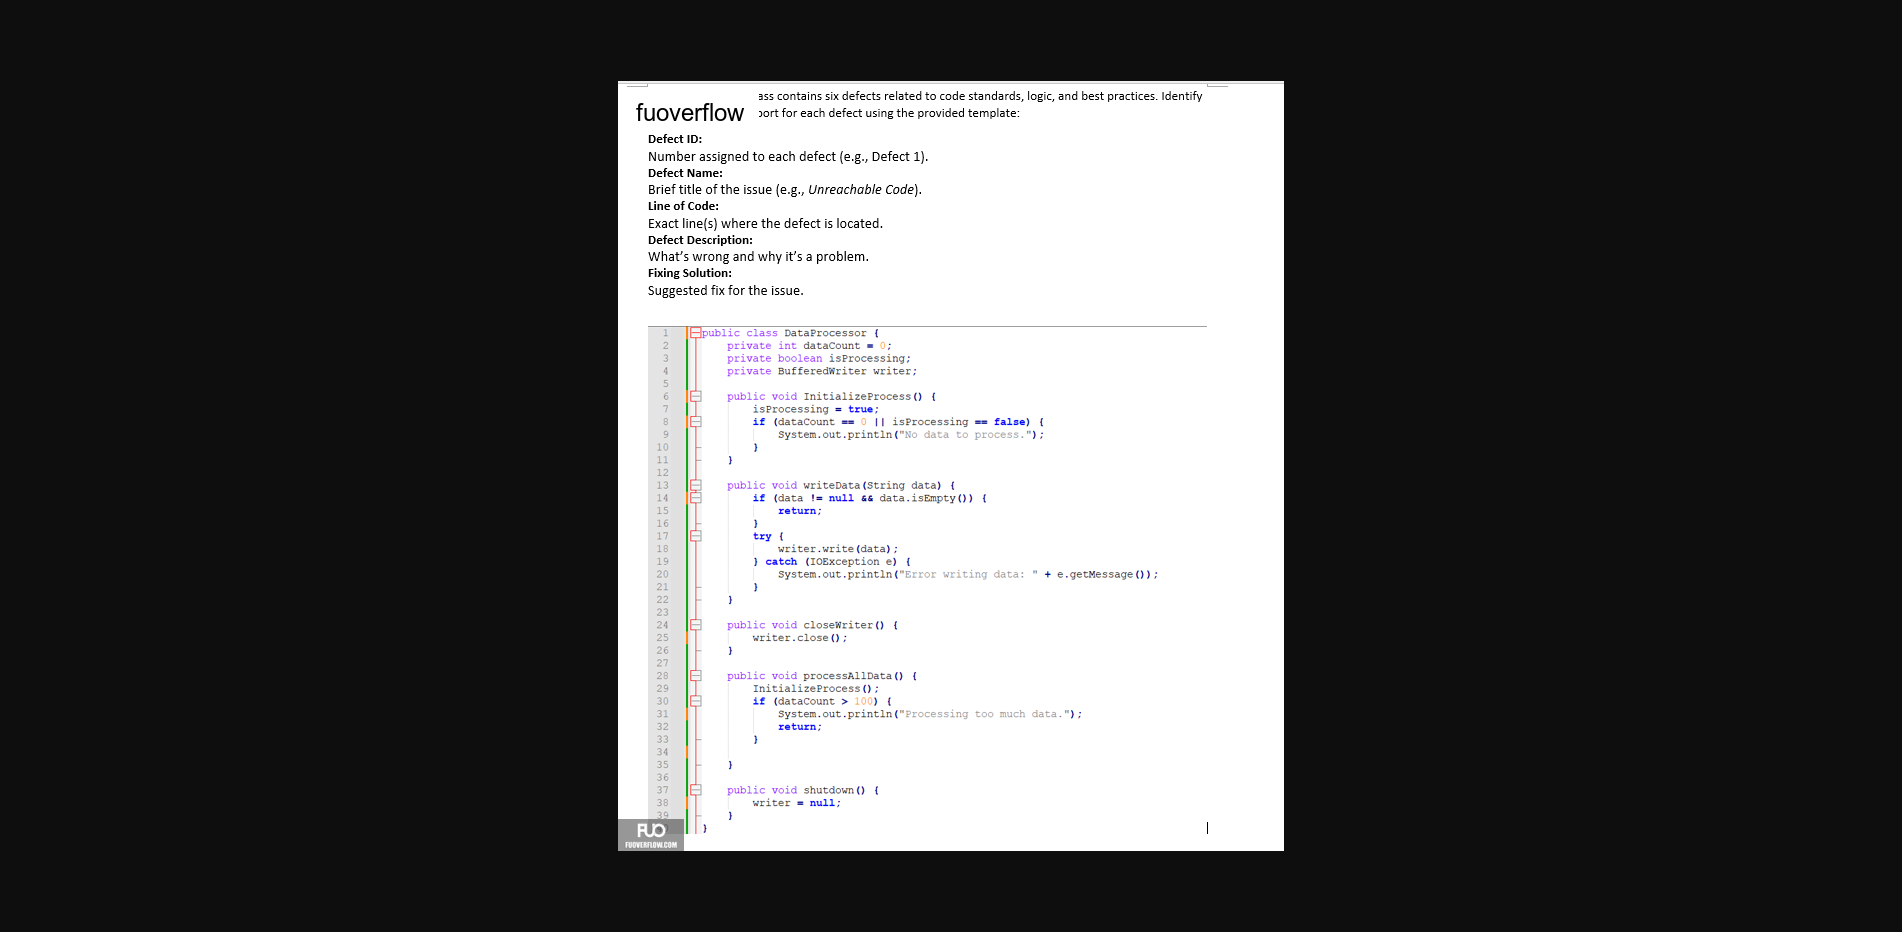 ass contains six defects related to code standards, logic, and best practices. Identify
fuoverflow
port for each defect using the provided template:
Defect ID:
Number assigned to each defect (e.g., Defect 1).
Defect Name:
Brief title of the issue (e.g., Unreachable Code).
Line of Code:
Exact line(s) where the defect is located.
Defect Description:
What's wrong and why it's a problem.
Fixing Solution:
Suggested fix for the issue.
1 public class DataProcessor {
2 private int dataCount = 0;
3 private boolean isProcessing;
4 private BufferedWriter writer;
5
6 public void InitializeProcess() {
7 isProcessing = true;
8 if (dataCount == 0 || isProcessing == false) {
9 System.out.println("No data to process.");
10 }
11 }
12
13 public void writeData(String data) {
14 if (data != null && data.isEmpty()) {
15 return;
16 }
17 try {
18 writer.write(data);
19 } catch (IOException e) {
20 System.out.println("Error writing data: " + e.getMessage());
21 }
22 }
23
24 public void closeWriter() {
25 writer.close();
26 }
27
28 public void processAllData() {
29 InitializeProcess();
30 if (dataCount > 100) {
31 System.out.println("Processing too much data.");
32 return;
33 }
34
35 }
36
37 public void shutdown() {
38 writer = null;
39 }
}
FUO
FUOVERFLOW.COM